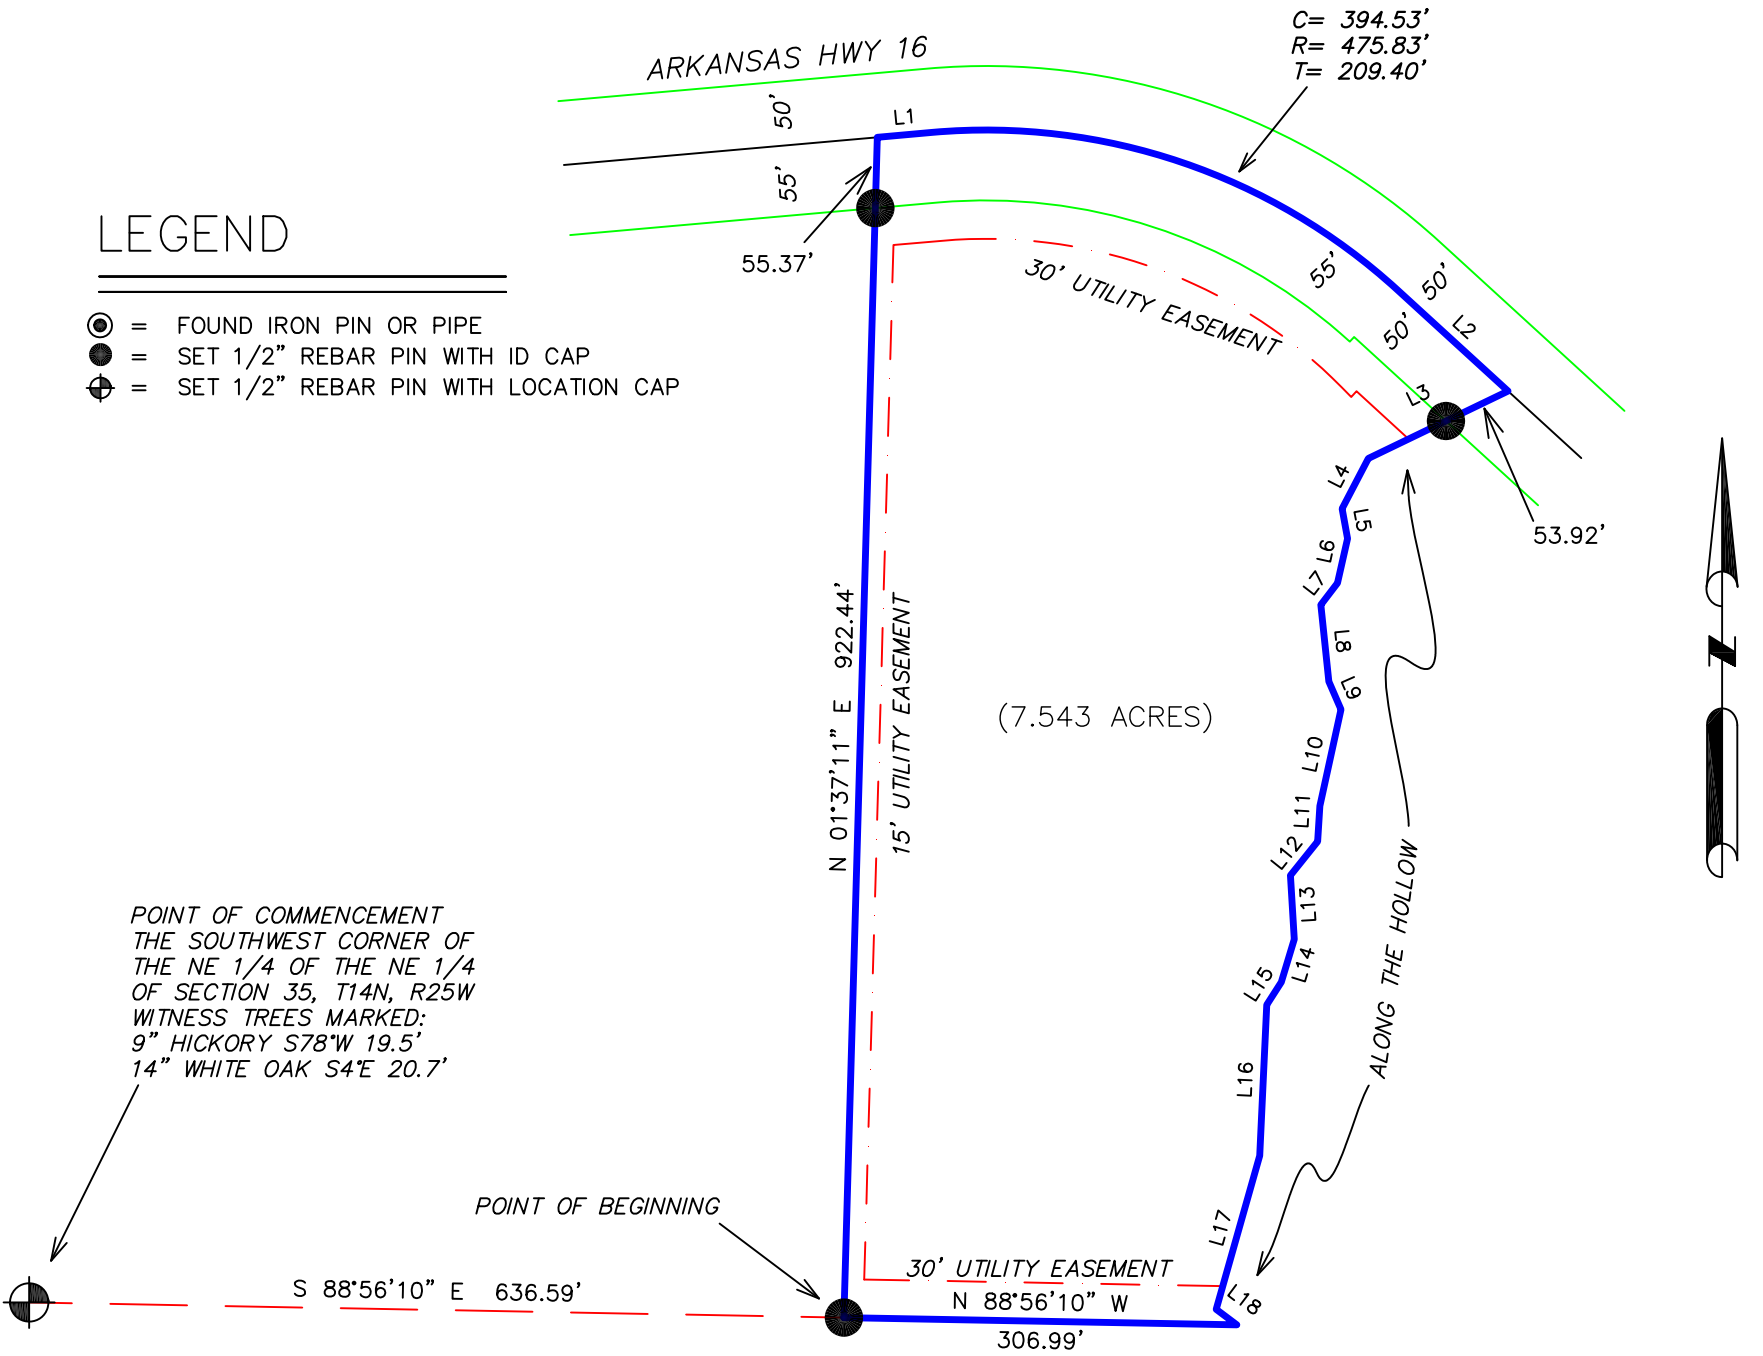 C= 394.53'
R= 475.83'
T= 209.40'
ARKANSAS HWY 16
50'
L1
55'
55.37'
30' UTILITY EASEMENT
55'
50'
50'
L2
L3
53.92'
LEGEND
= FOUND IRON PIN OR PIPE
= SET 1/2" REBAR PIN WITH ID CAP
= SET 1/2" REBAR PIN WITH LOCATION CAP
L4
L5
L6
L7
L8
L9
L10
L11
L12
L13
L14
L15
L16
L17
L18
N 01°37'11" E 922.44'
15' UTILITY EASEMENT
(7.543 ACRES)
ALONG THE HOLLOW
N
POINT OF COMMENCEMENT
THE SOUTHWEST CORNER OF
THE NE 1/4 OF THE NE 1/4
OF SECTION 35, T14N, R25W
WITNESS TREES MARKED:
9" HICKORY S78°W 19.5'
14" WHITE OAK S4°E 20.7'
POINT OF BEGINNING
S 88°56'10" E 636.59'
30' UTILITY EASEMENT
N 88°56'10" W
306.99'